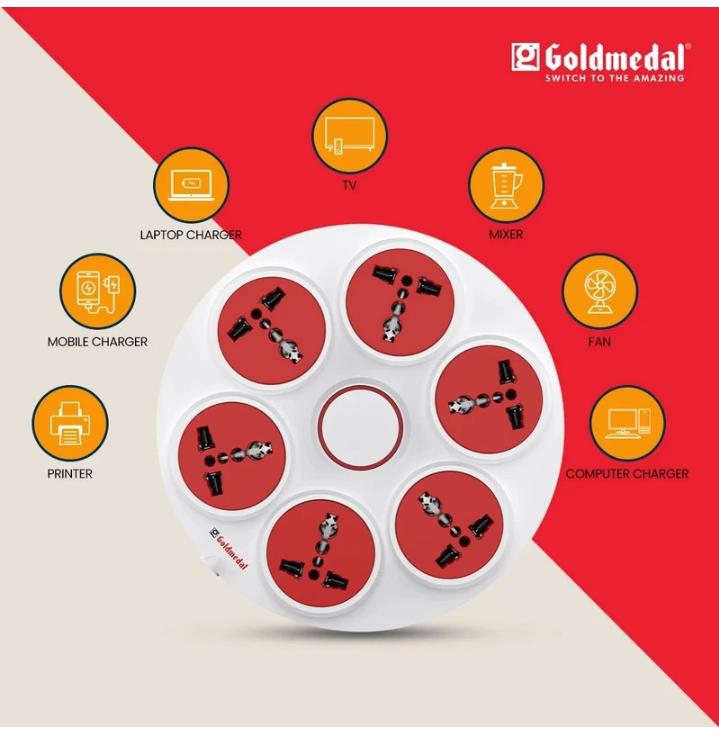 Goldmedal®
SWITCH TO THE AMAZING
TV
LAPTOP CHARGER
MIXER
MOBILE CHARGER
FAN
PRINTER
COMPUTER CHARGER
Goldmedal